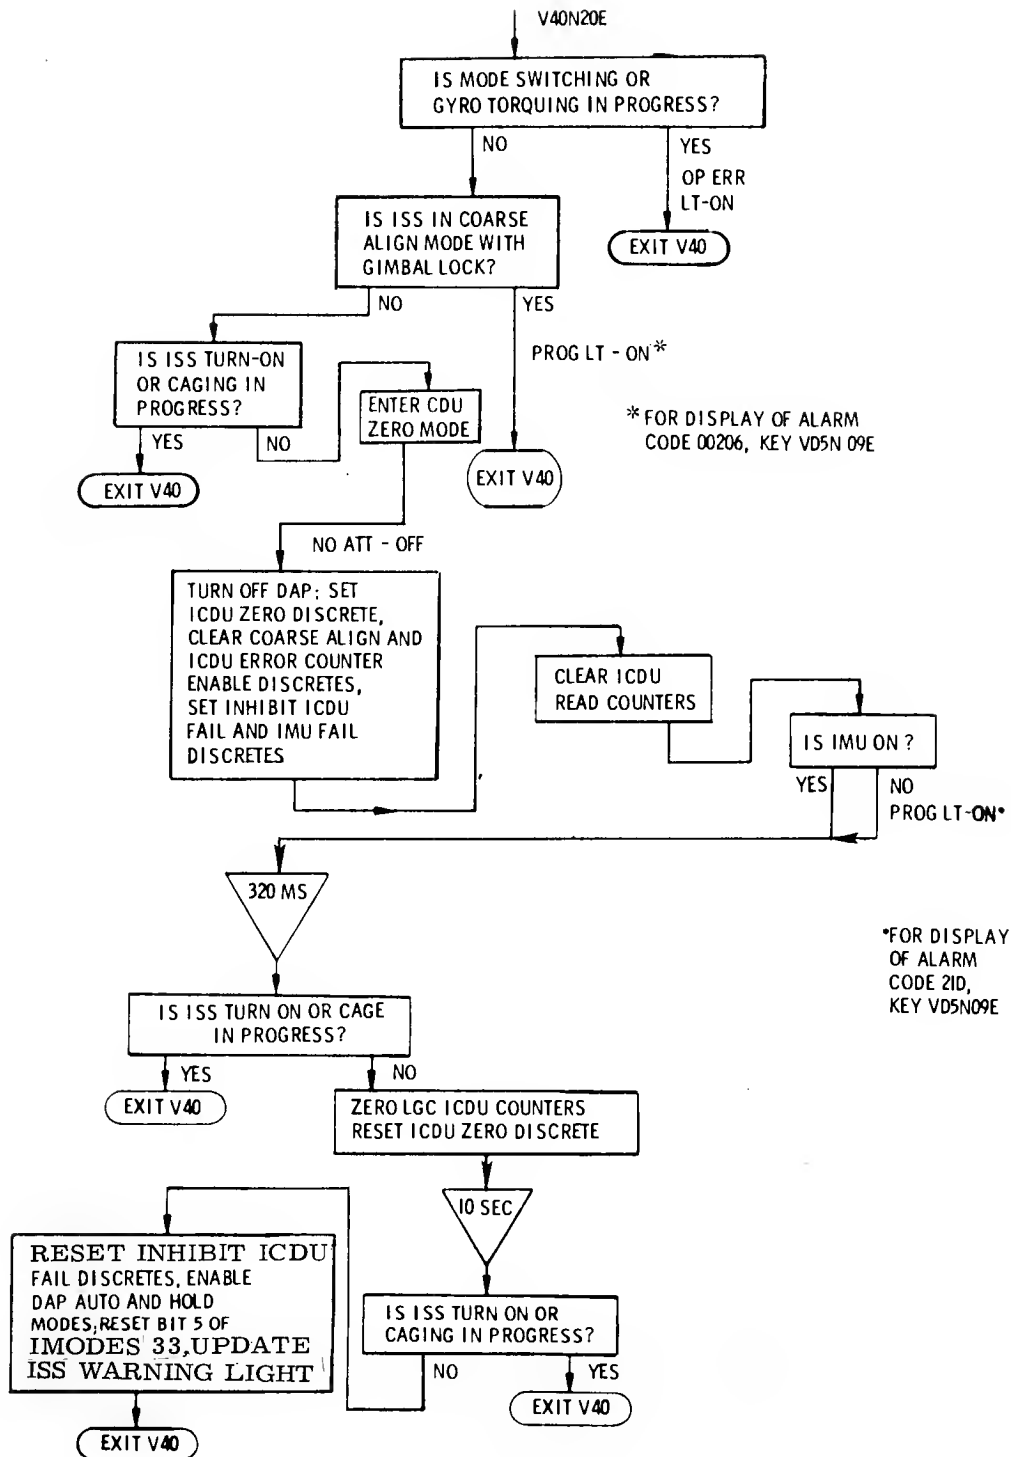 V40N20E
IS MODE SWITCHING OR
GYRO TORQUING IN PROGRESS?
NO
YES
OP ERR
LT-ON
EXIT V40
IS ISS IN COARSE
ALIGN MODE WITH
GIMBAL LOCK?
NO
YES
PROG LT - ON *
EXIT V40
* FOR DISPLAY OF ALARM
CODE 00206, KEY VD5N 09E
IS ISS TURN-ON
OR CAGING IN
PROGRESS?
YES
NO
EXIT V40
ENTER CDU
ZERO MODE
NO ATT - OFF
TURN OFF DAP; SET
ICDU ZERO DISCRETE,
CLEAR COARSE ALIGN AND
ICDU ERROR COUNTER
ENABLE DISCRETES,
SET INHIBIT ICDU
FAIL AND IMU FAIL
DISCRETES
CLEAR ICDU
READ COUNTERS
IS IMU ON ?
YES
NO
PROG LT-ON*
320 MS
*FOR DISPLAY
OF ALARM
CODE 21D,
KEY VD5N09E
IS ISS TURN ON OR CAGE
IN PROGRESS?
YES
NO
EXIT V40
ZERO LGC ICDU COUNTERS
RESET ICDU ZERO DISCRETE
10 SEC
IS ISS TURN ON OR
CAGING IN PROGRESS?
NO
YES
EXIT V40
RESET INHIBIT ICDU
FAIL DISCRETES, ENABLE
DAP AUTO AND HOLD
MODES; RESET BIT 5 OF
IMODES 33, UPDATE
ISS WARNING LIGHT
EXIT V40